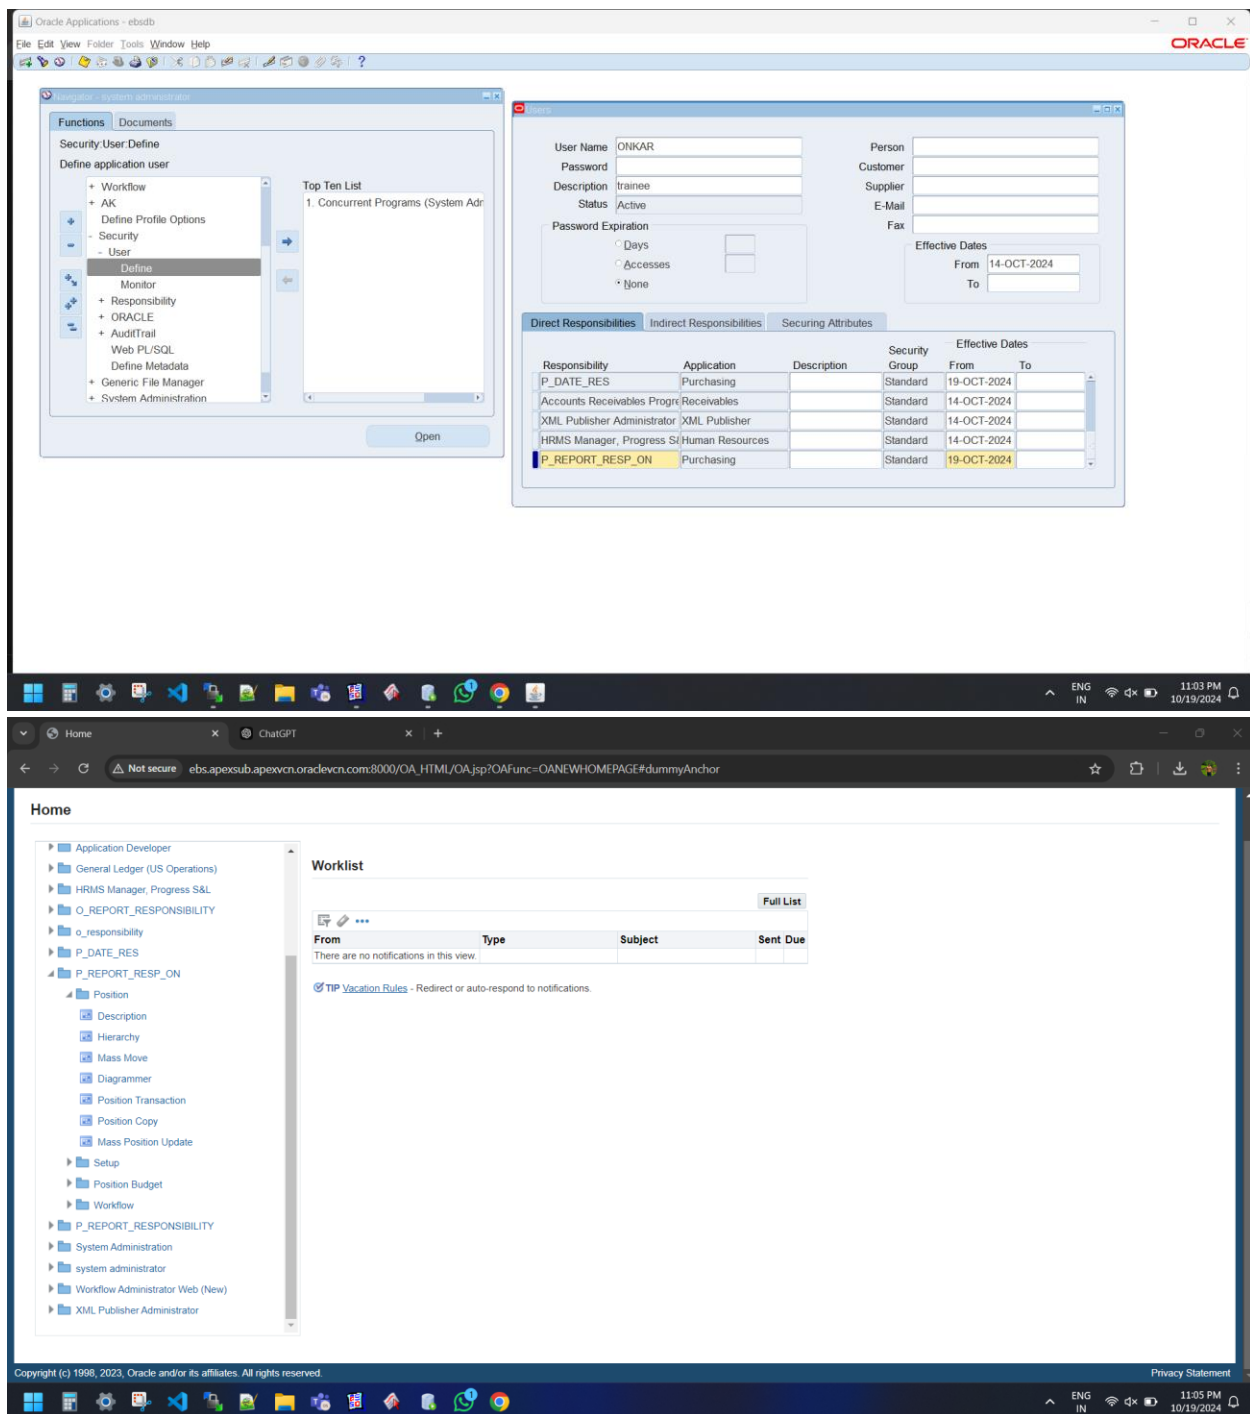 Oracle Applications - ebsdb
File Edit View Folder Tools Window Help
ORACLE
Navigator - system administrator
Functions Documents
Security:User:Define
Define application user
+ Workflow
+ AK
Define Profile Options
- Security
- User
Define
Monitor
+ Responsibility
+ ORACLE
+ AuditTrail
Web PL/SQL
Define Metadata
+ Generic File Manager
+ System Administration
Top Ten List
1. Concurrent Programs (System Adr
Open
Users
User Name ONKAR
Password
Description trainee
Status Active
Password Expiration
Days
Accesses
None
Person
Customer
Supplier
E-Mail
Fax
Effective Dates
From 14-OCT-2024
To
Direct Responsibilities Indirect Responsibilities Securing Attributes
Security Effective Dates
Responsibility Application Description Group From To
P_DATE_RES Purchasing Standard 19-OCT-2024
Accounts Receivables Progre Receivables Standard 14-OCT-2024
XML Publisher Administrator XML Publisher Standard 14-OCT-2024
HRMS Manager, Progress S& Human Resources Standard 14-OCT-2024
P_REPORT_RESP_ON Purchasing Standard 19-OCT-2024
ENG
IN
11:03 PM
10/19/2024
Home ChatGPT
Not secure ebs.apexsub.apexvcn.oraclevcn.com:8000/OA_HTML/OA.jsp?OAFunc=OANEWHOMEPAGE#dummyAnchor
Home
Application Developer
General Ledger (US Operations)
HRMS Manager, Progress S&L
O_REPORT_RESPONSIBILITY
o_responsibility
P_DATE_RES
P_REPORT_RESP_ON
Position
Description
Hierarchy
Mass Move
Diagrammer
Position Transaction
Position Copy
Mass Position Update
Setup
Position Budget
Workflow
P_REPORT_RESPONSIBILITY
System Administration
system administrator
Workflow Administrator Web (New)
XML Publisher Administrator
Worklist
Full List
From Type Subject Sent Due
There are no notifications in this view.
TIP Vacation Rules - Redirect or auto-respond to notifications.
Copyright (c) 1998, 2023, Oracle and/or its affiliates. All rights reserved.
Privacy Statement
1
ENG
IN
11:05 PM
10/19/2024